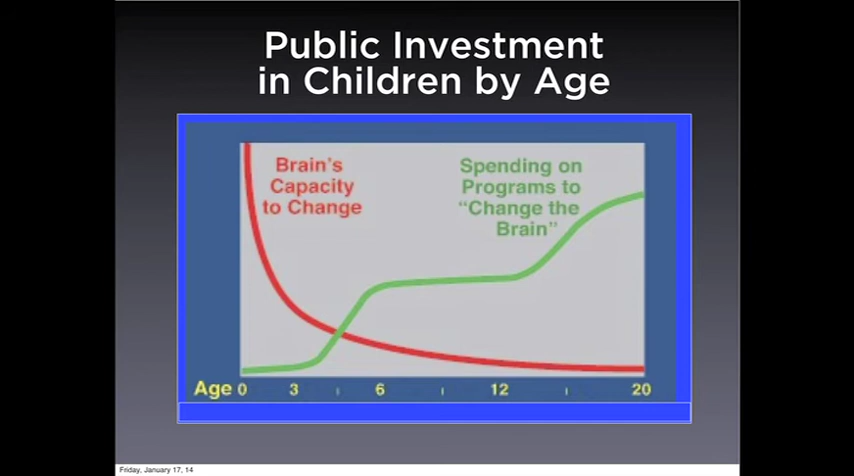 Public Investment
in Children by Age
Brain's
Capacity
to Change
Spending on
Programs to
“Change the
Brain”
Age 0 3 6 12 20
Friday, January 17, 14